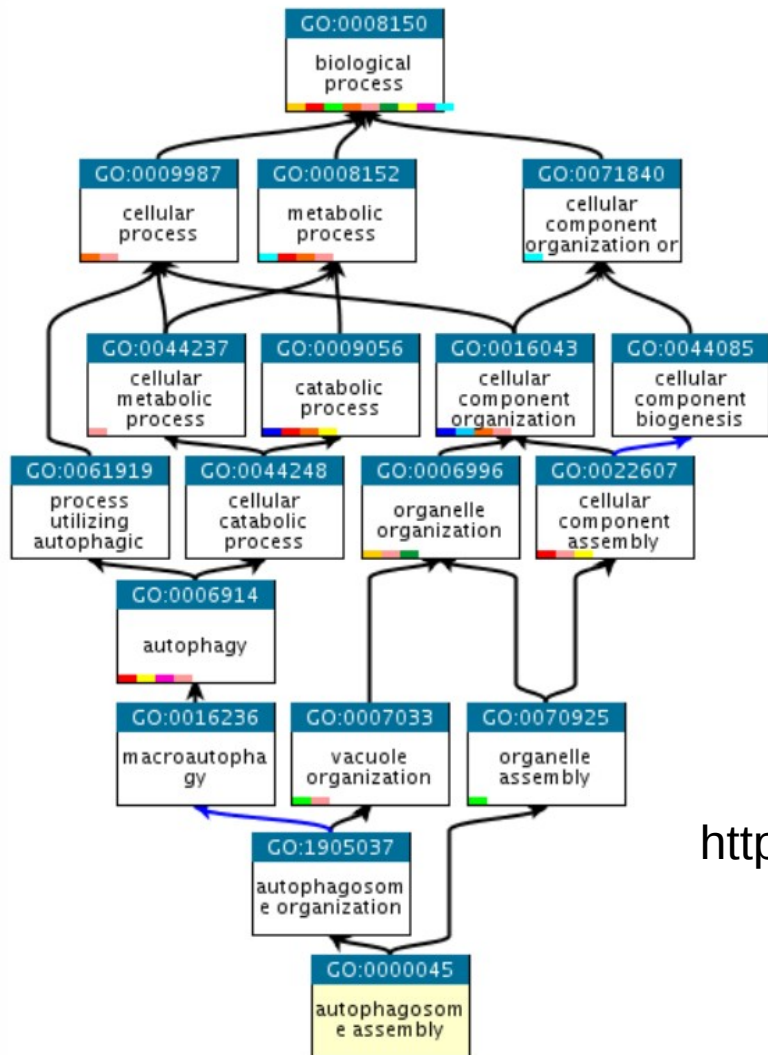 GO:0008150
biological
process
GO:0009987
cellular
process
GO:0008152
metabolic
process
GO:0071840
cellular
component
organization or
GO:0044237
cellular
metabolic
process
GO:0009056
catabolic
process
GO:0016043
cellular
component
organization
GO:0044085
cellular
component
biogenesis
GO:0061919
process
utilizing
autophagic
GO:0044248
cellular
catabolic
process
GO:0006996
organelle
organization
GO:0022607
cellular
component
assembly
GO:0006914
autophagy
GO:0016236
macroautopha
gy
GO:0007033
vacuole
organization
GO:0070925
organelle
assembly
GO:1905037
autophagosom
e organization
http
GO:0000045
autophagosom
e assembly